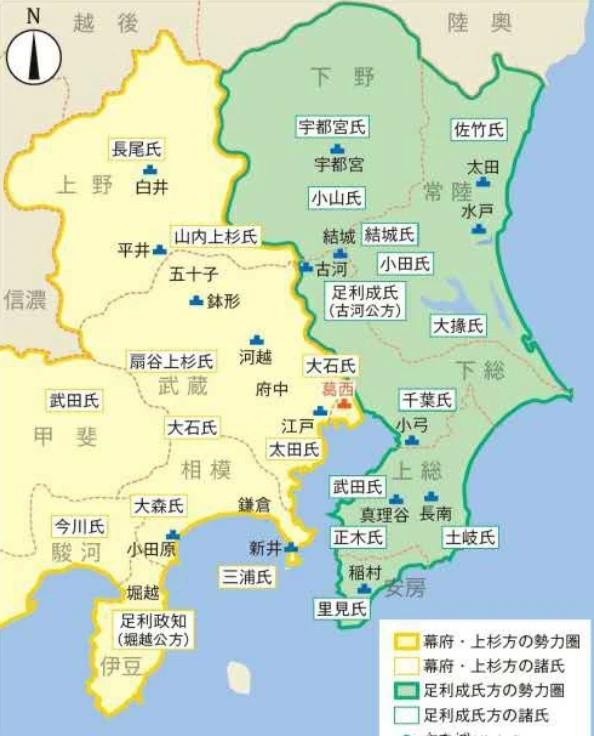 N
越後
陸奥
下野
宇都宮氏
宇都宮
佐竹氏
太田
長尾氏
白井
上野
小山氏
常陸
水戸
山内上杉氏
平井
結城
結城氏
五十子
古河
小田氏
信濃
鉢形
足利成氏
(古河公方)
大掾氏
河越
扇谷上杉氏
大石氏
下総
武蔵
府中
葛西
武田氏
千葉氏
甲斐
大石氏
江戸
小弓
太田氏
相模
上総
武田氏
大森氏
鎌倉
真理谷
長南
今川氏
駿河
小田原
新井
正木氏
土岐氏
三浦氏
稲村
安房
堀越
里見氏
足利政知
(堀越公方)
伊豆
幕府・上杉方の勢力圏
幕府・上杉方の諸氏
足利成氏方の勢力圏
足利成氏方の諸氏